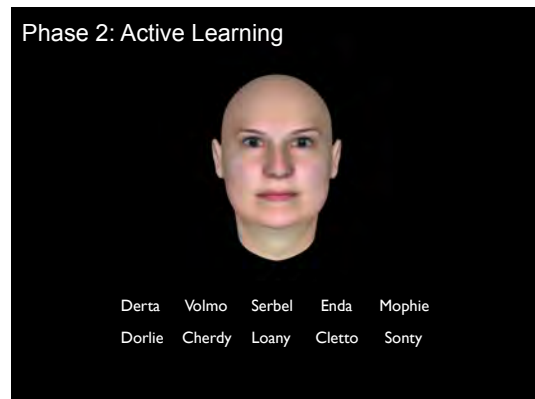 Phase 2: Active Learning
Derta Volmo Serbel Enda Mophie
Dorlie Cherdy Loany Cletto Sonty